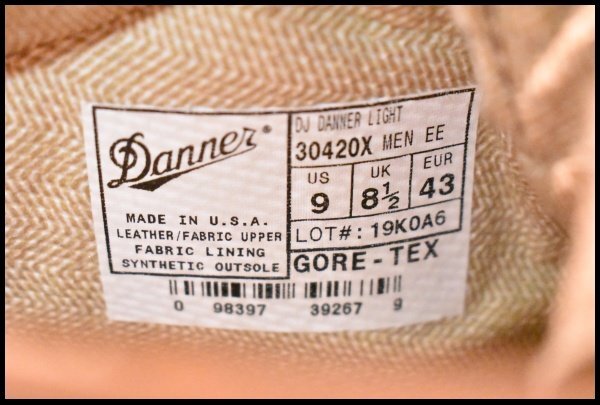 Danner®
MADE IN U.S.A.
LEATHER/FABRIC UPPER
FABRIC LINING
SYNTHETIC OUTSOLE
DJ DANNER LIGHT
30420X MEN EE
US
9
UK
8½
EUR
43
LOT#: 19K0A6
GORE-TEX
0 98397 39267 9